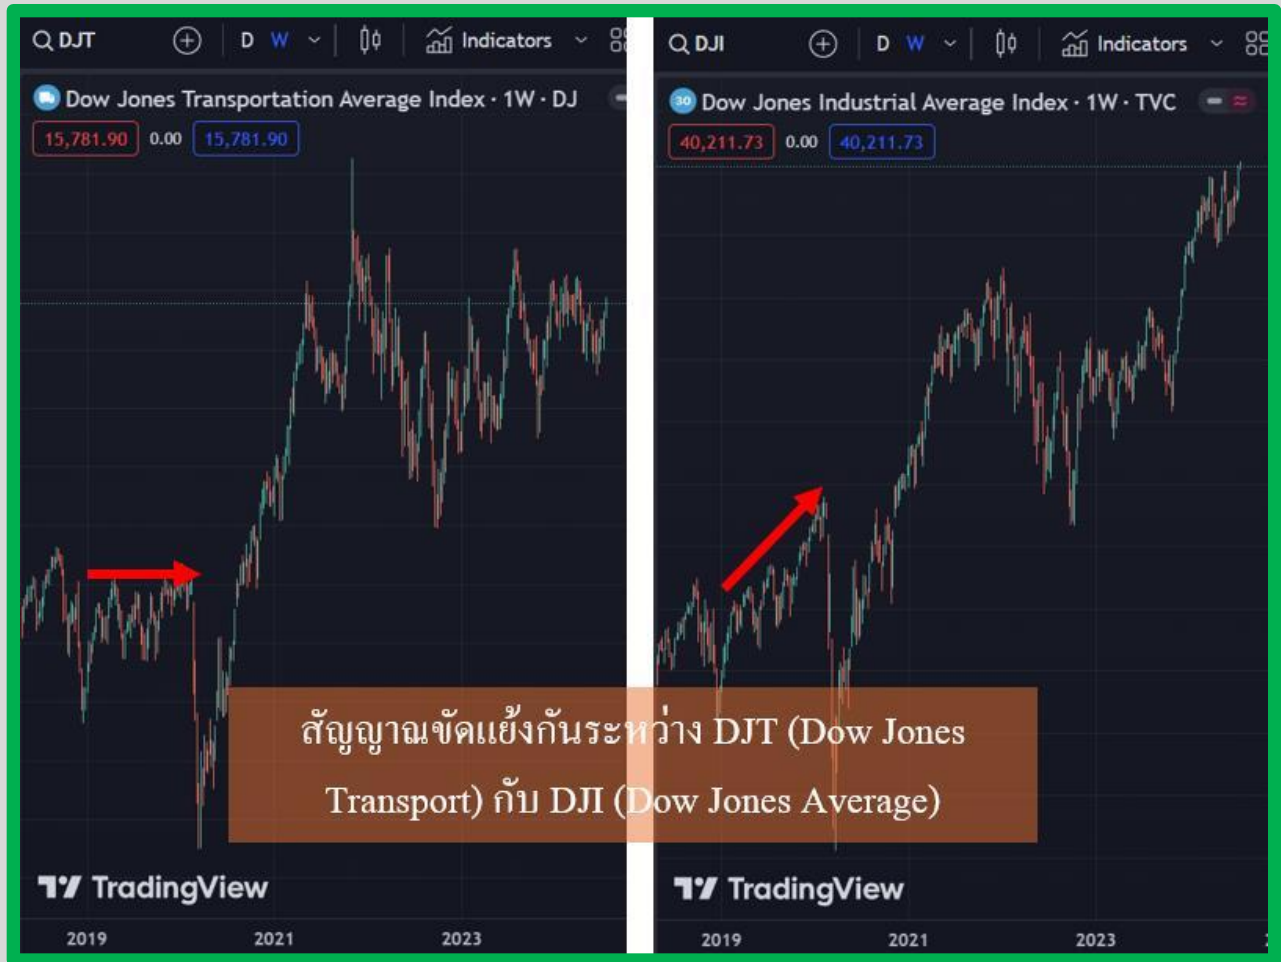 DJT D W Indicators
Dow Jones Transportation Average Index · 1W · DJ
15,781.90 0.00 15,781.90
DJI D W Indicators
30 Dow Jones Industrial Average Index · 1W · TVC
40,211.73 0.00 40,211.73
สัญญาณขัดแย้งกันระหว่าง DJT (Dow Jones
Transport) กับ DJI (Dow Jones Average)
TradingView
2019 2021 2023
TradingView
2019 2021 2023